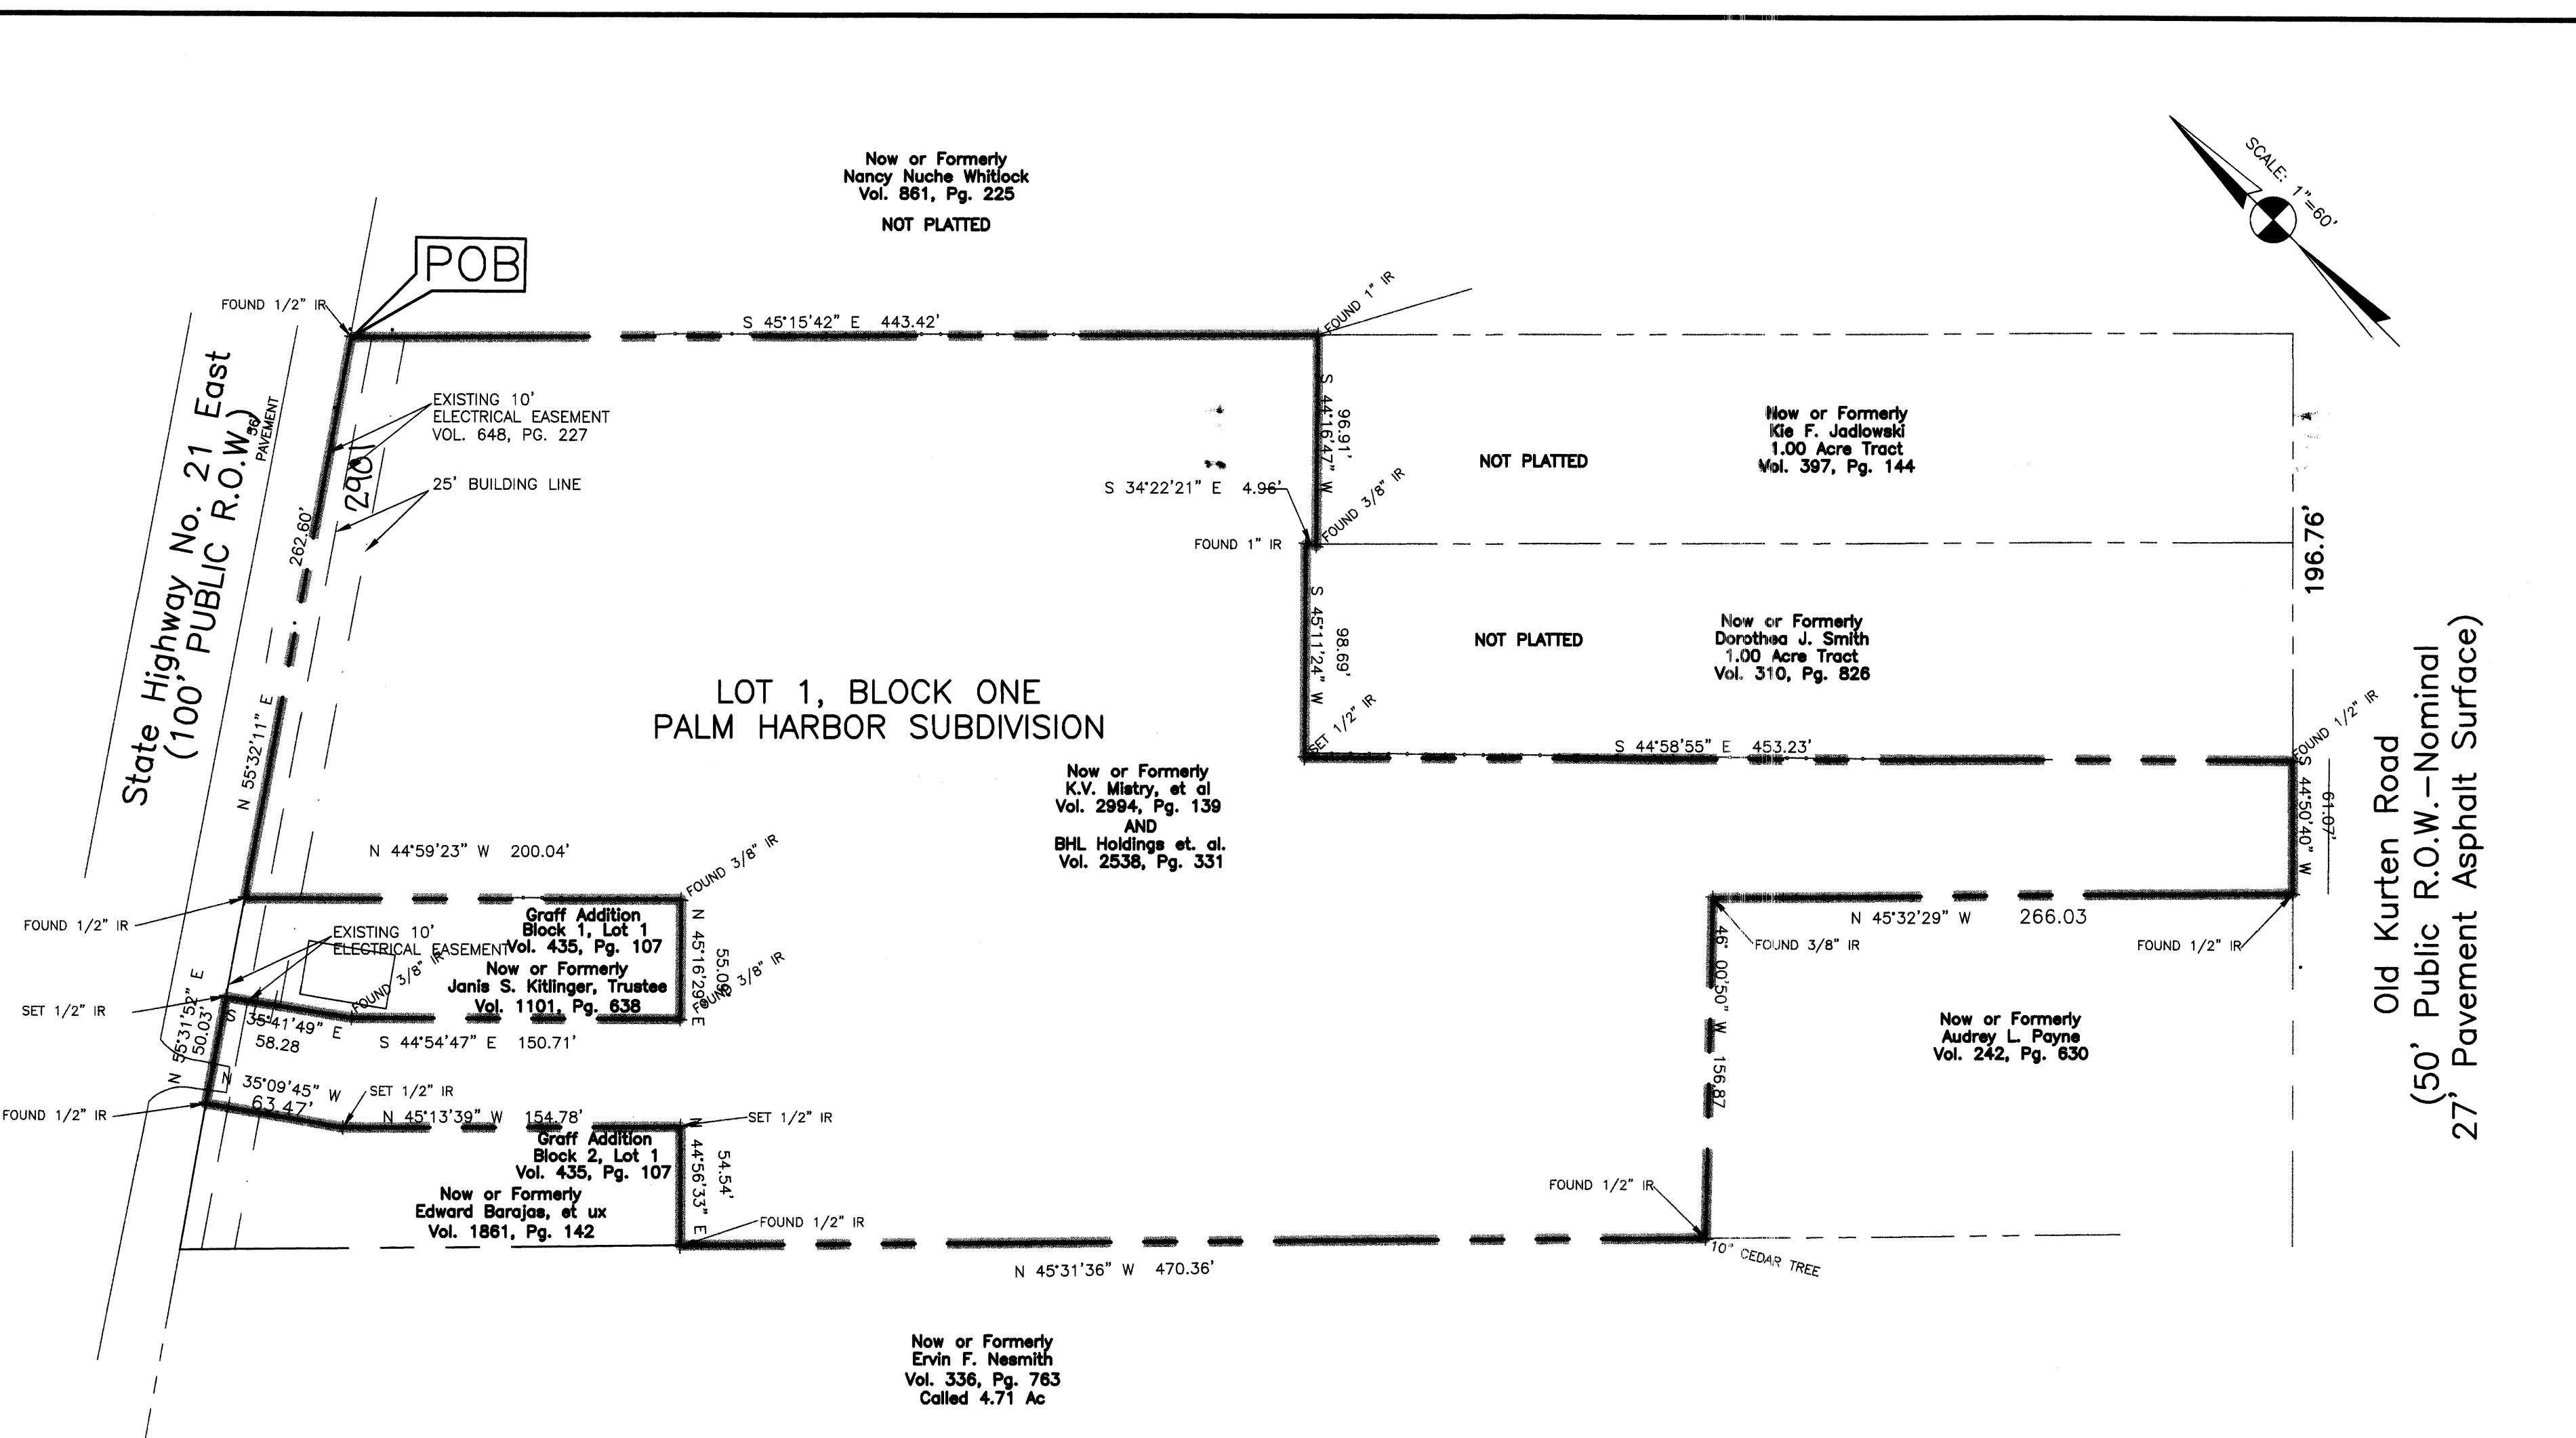 Now or Formerly
Nancy Nuche Whitlock
Vol. 861, Pg. 225
NOT PLATTED
SCALE: 1"=60'
POB
FOUND 1/2" IR
S 45°15'42" E 443.42'
FOUND 1" IR
State Highway No. 21 East
(100' PUBLIC R.O.W.)
56'
PAVEMENT
EXISTING 10'
ELECTRICAL EASEMENT
VOL. 648, PG. 227
2901
25' BUILDING LINE
262.60'
N 55°32'11" E
S 44°16'47" W
96.91'
S 34°22'21" E 4.96'
FOUND 3/8" IR
FOUND 1" IR
NOT PLATTED
Now or Formerly
Kie F. Jadlowski
1.00 Acre Tract
Vol. 397, Pg. 144
196.76'
S 45°11'24" W
98.69'
SET 1/2" IR
NOT PLATTED
Now or Formerly
Dorothea J. Smith
1.00 Acre Tract
Vol. 310, Pg. 826
LOT 1, BLOCK ONE
PALM HARBOR SUBDIVISION
Now or Formerly
K.V. Mistry, et al
Vol. 2994, Pg. 139
AND
BHL Holdings et. al.
Vol. 2538, Pg. 331
S 44°58'55" E 453.23'
FOUND 1/2" IR
S 44°50'40" W
61.07'
Old Kurten Road
(50' Public R.O.W.-Nominal
27' Pavement Asphalt Surface)
N 44°59'23" W 200.04'
FOUND 3/8" IR
FOUND 1/2" IR
EXISTING 10'
ELECTRICAL EASEMENT
Graff Addition
Block 1, Lot 1
Vol. 435, Pg. 107
Now or Formerly
Janis S. Kitlinger, Trustee
Vol. 1101, Pg. 638
FOUND 3/8" IR
N 45°16'29" E
55.09'
FOUND 3/8" IR
SET 1/2" IR
N 55°31'52" E
50.03'
S 35°41'49" E
58.28
S 44°54'47" E 150.71'
N 45°32'29" W 266.03
FOUND 3/8" IR
FOUND 1/2" IR
46° 00'50" W 156.87
Now or Formerly
Audrey L. Payne
Vol. 242, Pg. 630
N 35°09'45" W
63.47'
SET 1/2" IR
FOUND 1/2" IR
N 45°13'39" W 154.78'
SET 1/2" IR
Graff Addition
Block 2, Lot 1
Vol. 435, Pg. 107
N 44°56'33" E
54.54'
Now or Formerly
Edward Barajas, et ux
Vol. 1861, Pg. 142
FOUND 1/2" IR
FOUND 1/2" IR
10" CEDAR TREE
N 45°31'36" W 470.36'
Now or Formerly
Ervin F. Nesmith
Vol. 336, Pg. 763
Called 4.71 Ac